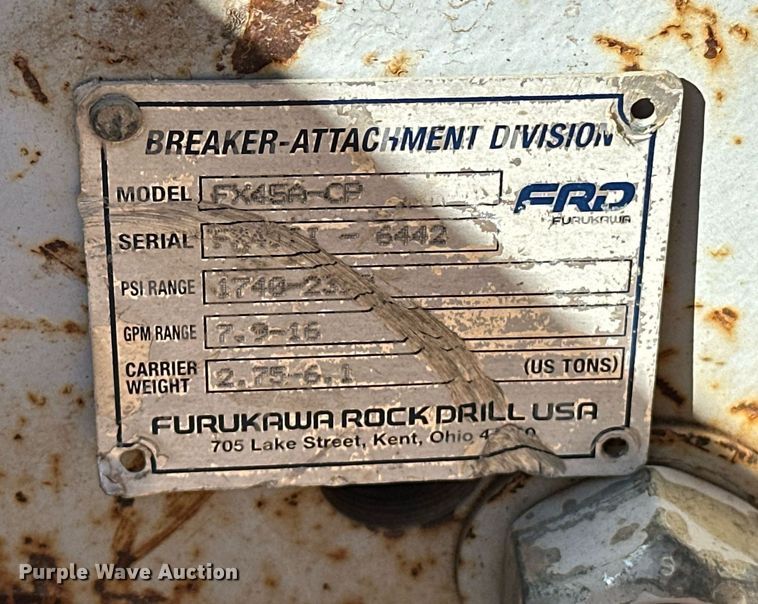 BREAKER-ATTACHMENT DIVISION
MODEL FX45A-CP
FRD
FURUKAWA
SERIAL - 6442
PSI RANGE
GPM RANGE 7.9-16
CARRIER WEIGHT 2.75-6.1 (US TONS)
FURUKAWA ROCK DRILL USA
705 Lake Street, Kent, Ohio
Purple Wave Auction